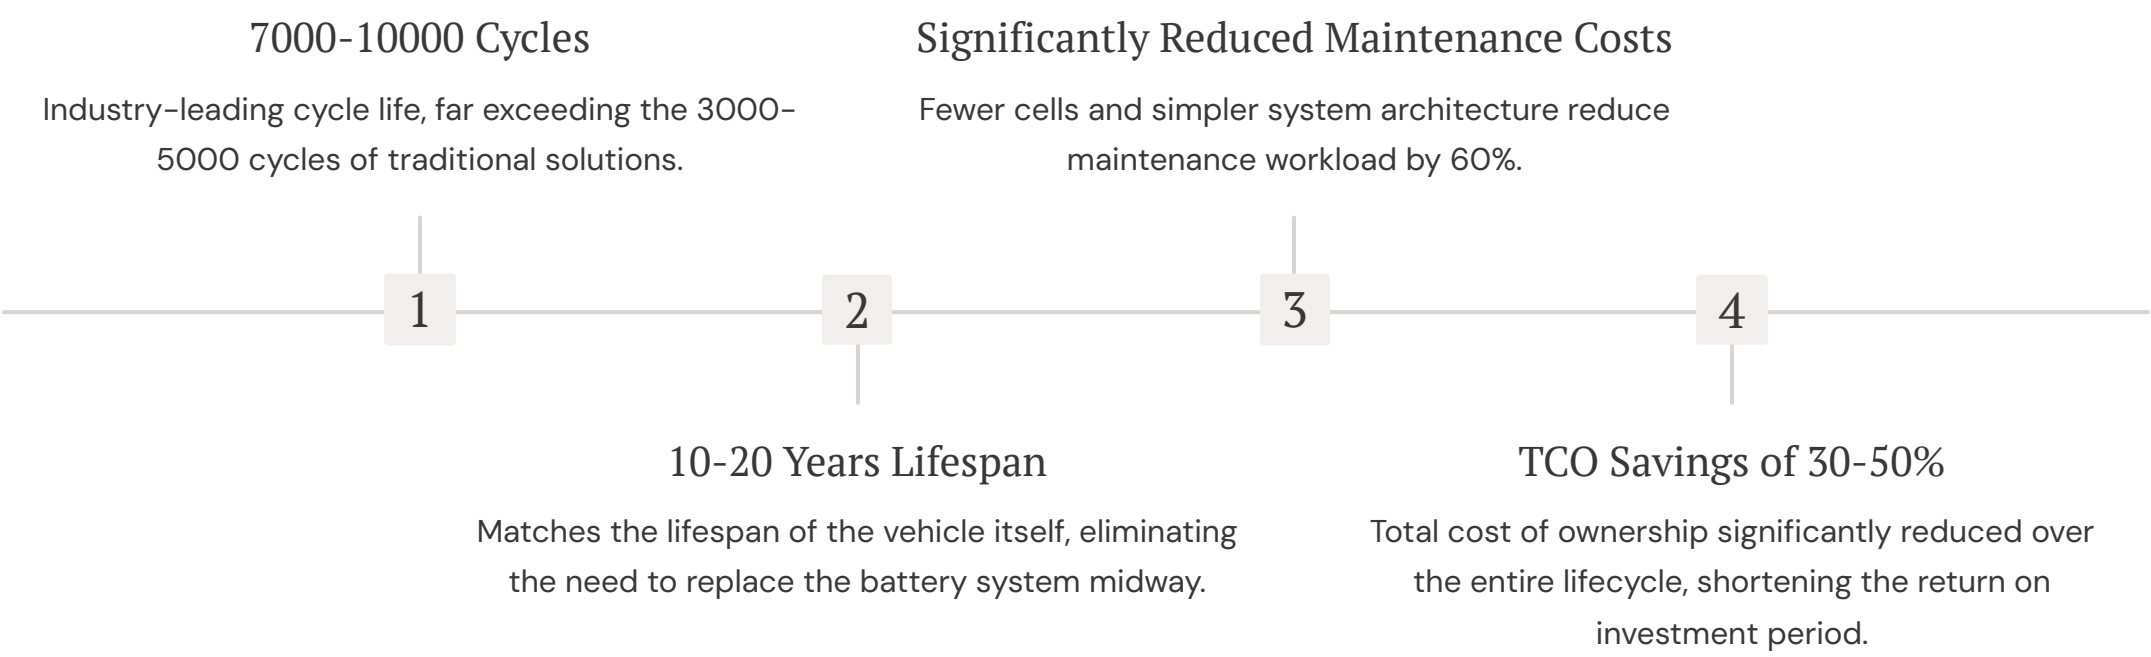 7000-10000 Cycles
Industry-leading cycle life, far exceeding the 3000-
5000 cycles of traditional solutions.
Significantly Reduced Maintenance Costs
Fewer cells and simpler system architecture reduce
maintenance workload by 60%.
1
2
3
4
10-20 Years Lifespan
Matches the lifespan of the vehicle itself, eliminating
the need to replace the battery system midway.
TCO Savings of 30-50%
Total cost of ownership significantly reduced over
the entire lifecycle, shortening the return on
investment period.